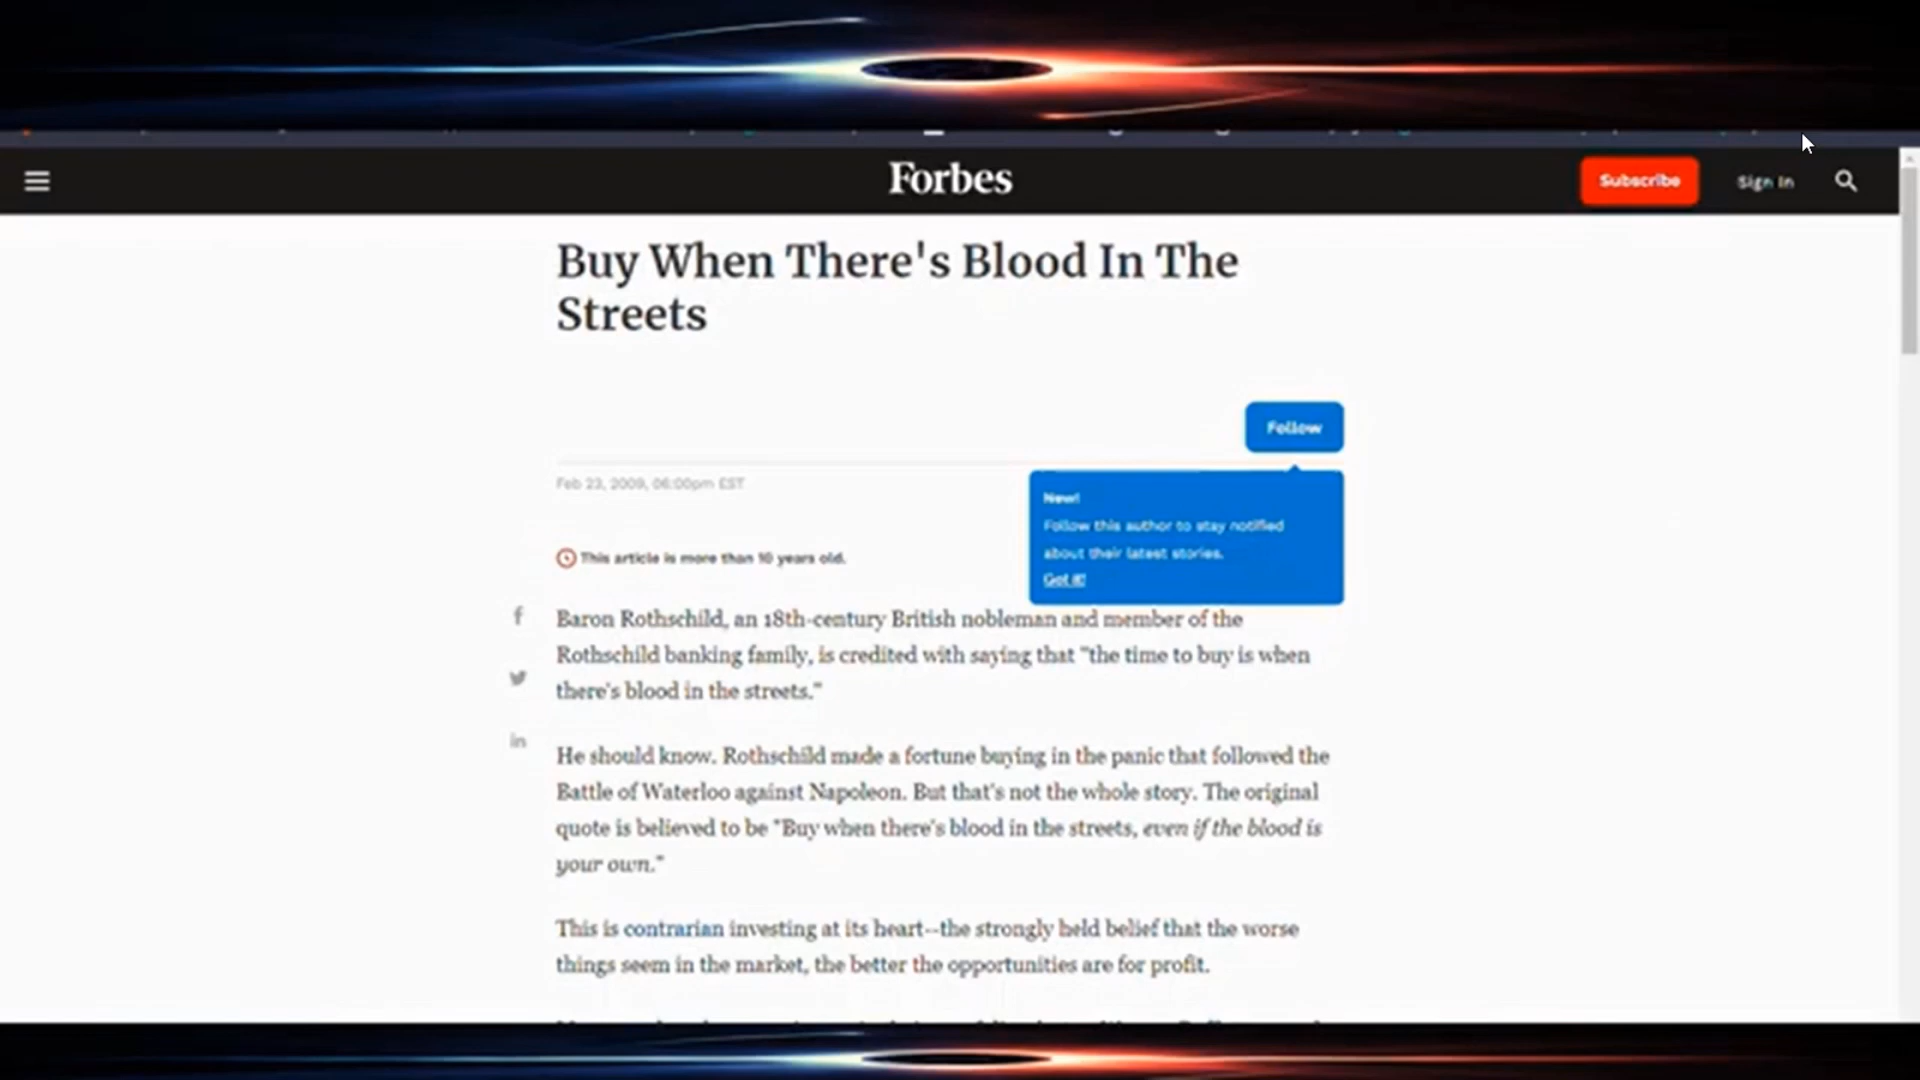 Forbes
Subscribe
Sign In
Buy When There's Blood In The
Streets
Follow
Feb 23, 2009, 06:00pm EST
New!
Follow this author to stay notified
about their latest stories.
Got it!
This article is more than 10 years old.
Baron Rothschild, an 18th-century British nobleman and member of the
Rothschild banking family, is credited with saying that "the time to buy is when
there's blood in the streets."
He should know. Rothschild made a fortune buying in the panic that followed the
Battle of Waterloo against Napoleon. But that's not the whole story. The original
quote is believed to be "Buy when there's blood in the streets, even if the blood is
your own."
This is contrarian investing at its heart--the strongly held belief that the worse
things seem in the market, the better the opportunities are for profit.